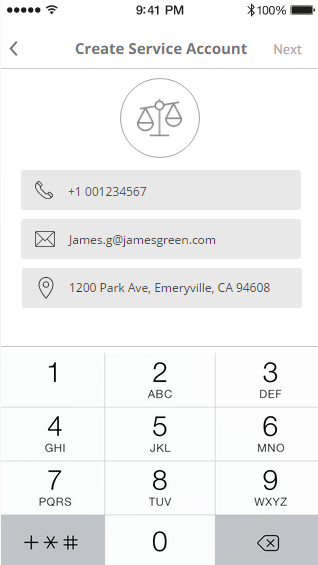 9:41 PM 100%
Create Service Account Next
+1 001234567
James.g@jamesgreen.com
1200 Park Ave, Emeryville, CA 94608
1 2 3
ABC DEF
4 5 6
GHI JKL MNO
7 8 9
PQRS TUV WXYZ
+*# 0